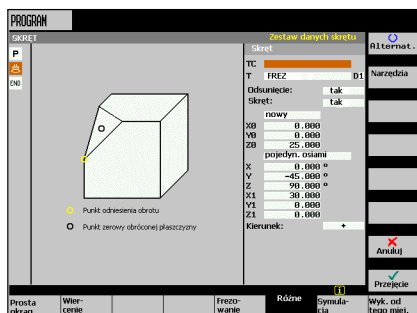 PROGRAM
SKRĘT
Zestaw danych skrętu
Alternat.
P
Skręt
TC
T FREZ D1
Narzędzia
END
Odsunięcie: tak
Skręt: tak
nowy
X0 0.000
Y0 0.000
Z0 25.000
pojedyn. osiami
X 0.000 °
Y -45.000 °
Z 90.000 °
X1 30.000
Y1 0.000
Z1 0.000
Kierunek: +
Punkt odniesienia obrotu
Punkt zerowy obróconej płaszczyzny
Anuluj
Przejęcie
i
Prosta okrąg
Wier-cenie
Frezo-wanie
Różne
Symula-cja
Wyk. od tego miej.